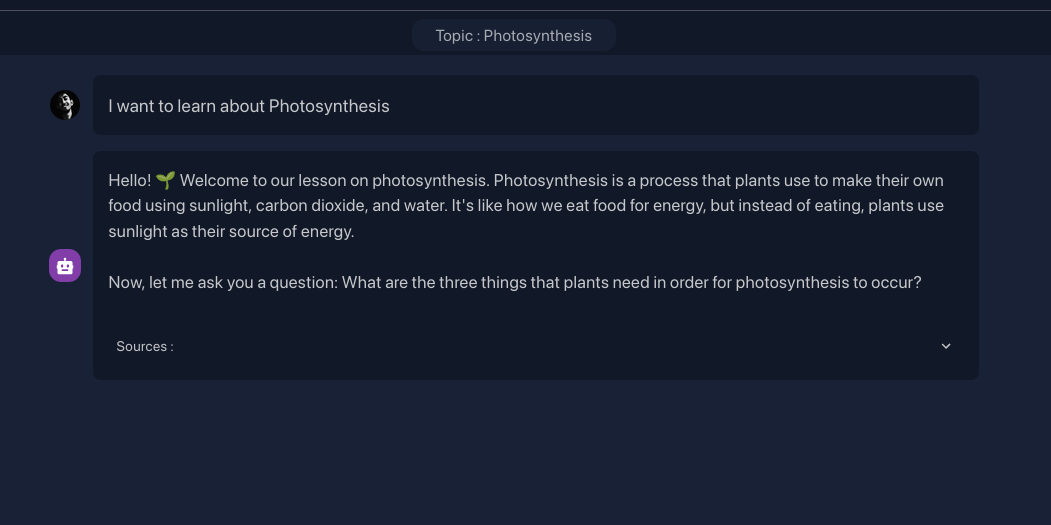 Topic : Photosynthesis
I want to learn about Photosynthesis
Hello! 🌱 Welcome to our lesson on photosynthesis. Photosynthesis is a process that plants use to make their own
food using sunlight, carbon dioxide, and water. It's like how we eat food for energy, but instead of eating, plants use
sunlight as their source of energy.
Now, let me ask you a question: What are the three things that plants need in order for photosynthesis to occur?
Sources :